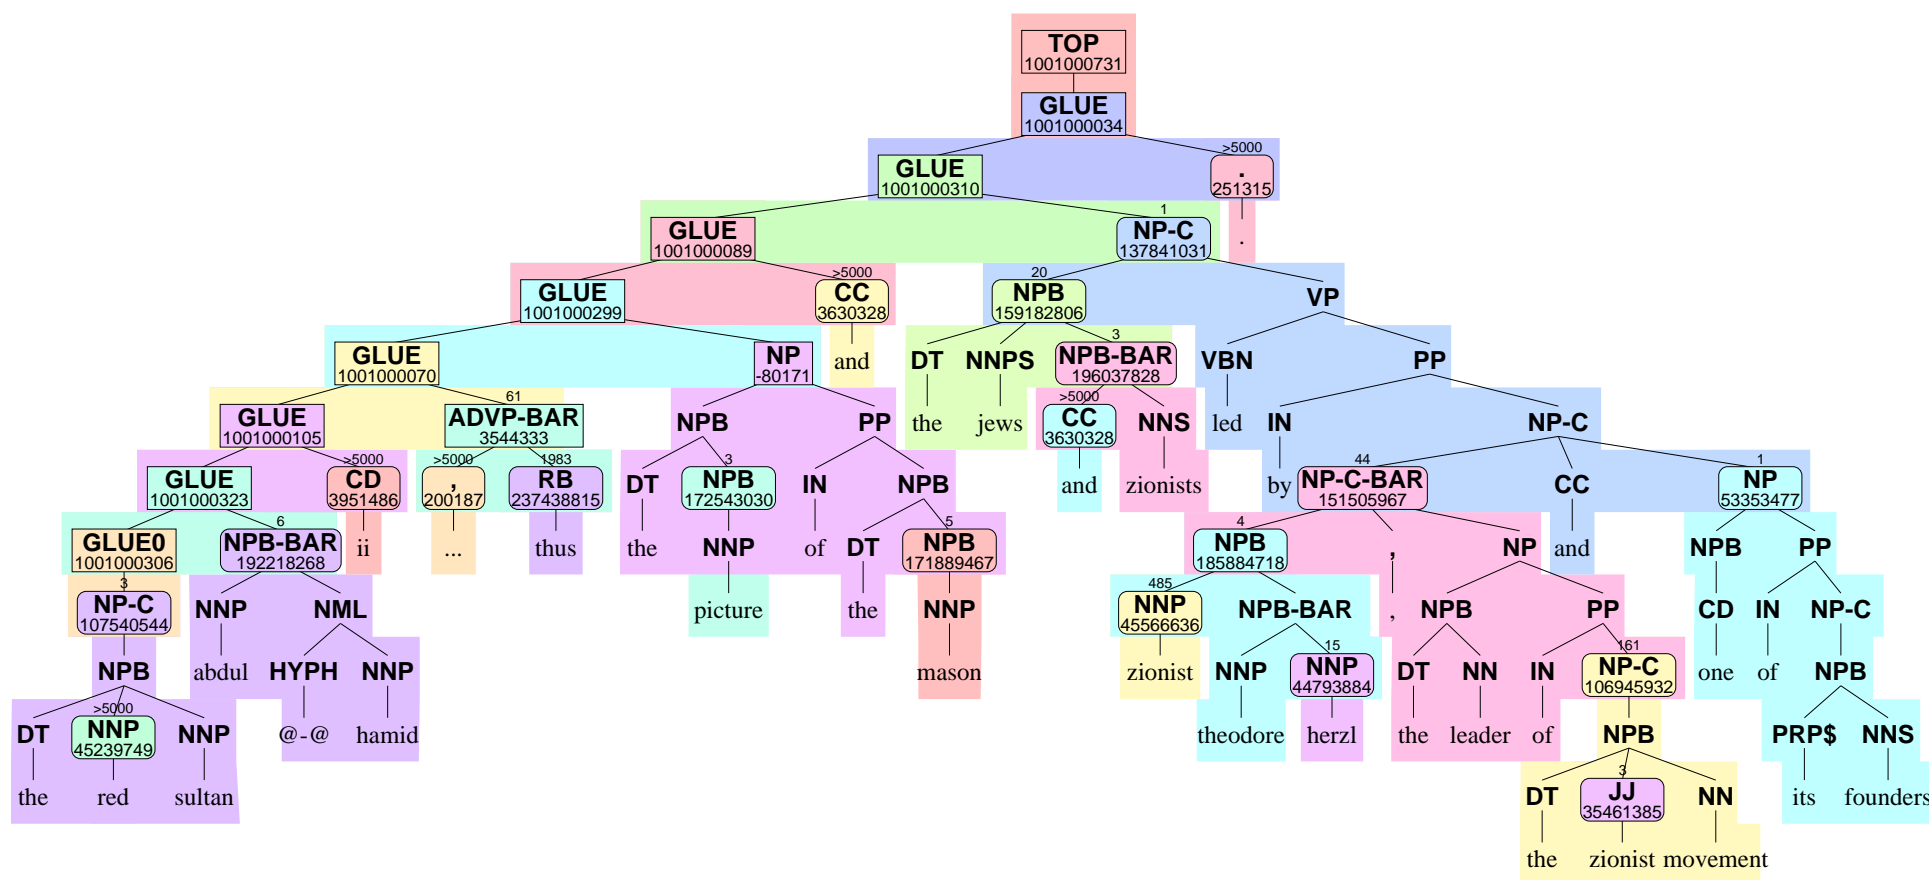 TOP
1001000731
GLUE
1001000034
GLUE >5000
1001000310 .
251315
GLUE 1 .
1001000089 NP-C
137841031
GLUE >5000 20
1001000299 CC NPB VP
3630328 159182806
GLUE NP and DT NNPS 3 VBN PP
1001000070 -80171 NPB-BAR
196037828
GLUE 61 NPB PP the jews >5000 NNS led IN NP-C
1001000105 ADVP-BAR CC
3544333 3630328
GLUE >5000 >5000 1983 DT 3 IN NPB and zionists by 44 CC 1
1001000323 CD , RB NPB NP-C-BAR NP
3951486 200187 237438815 172543030 151505967 53353477
GLUE0 6 ii ... thus the NNP of DT 5 4 , NP and NPB PP
1001000306 NPB-BAR NPB NPB
192218268 171889467 185884718
3 NNP NML picture the NNP 485 NPB-BAR , NPB PP CD IN NP-C
NP-C NNP
107540544 45566636
NPB abdul HYPH NNP mason zionist NNP 15 DT NN IN 161 one of NPB
NNP NP-C
44793884 106945932
DT >5000 NNP @-@ hamid theodore herzl the leader of NPB PRP$ NNS
NNP
45239749
the red sultan DT 3 NN its founders
JJ
35461385
the zionist movement